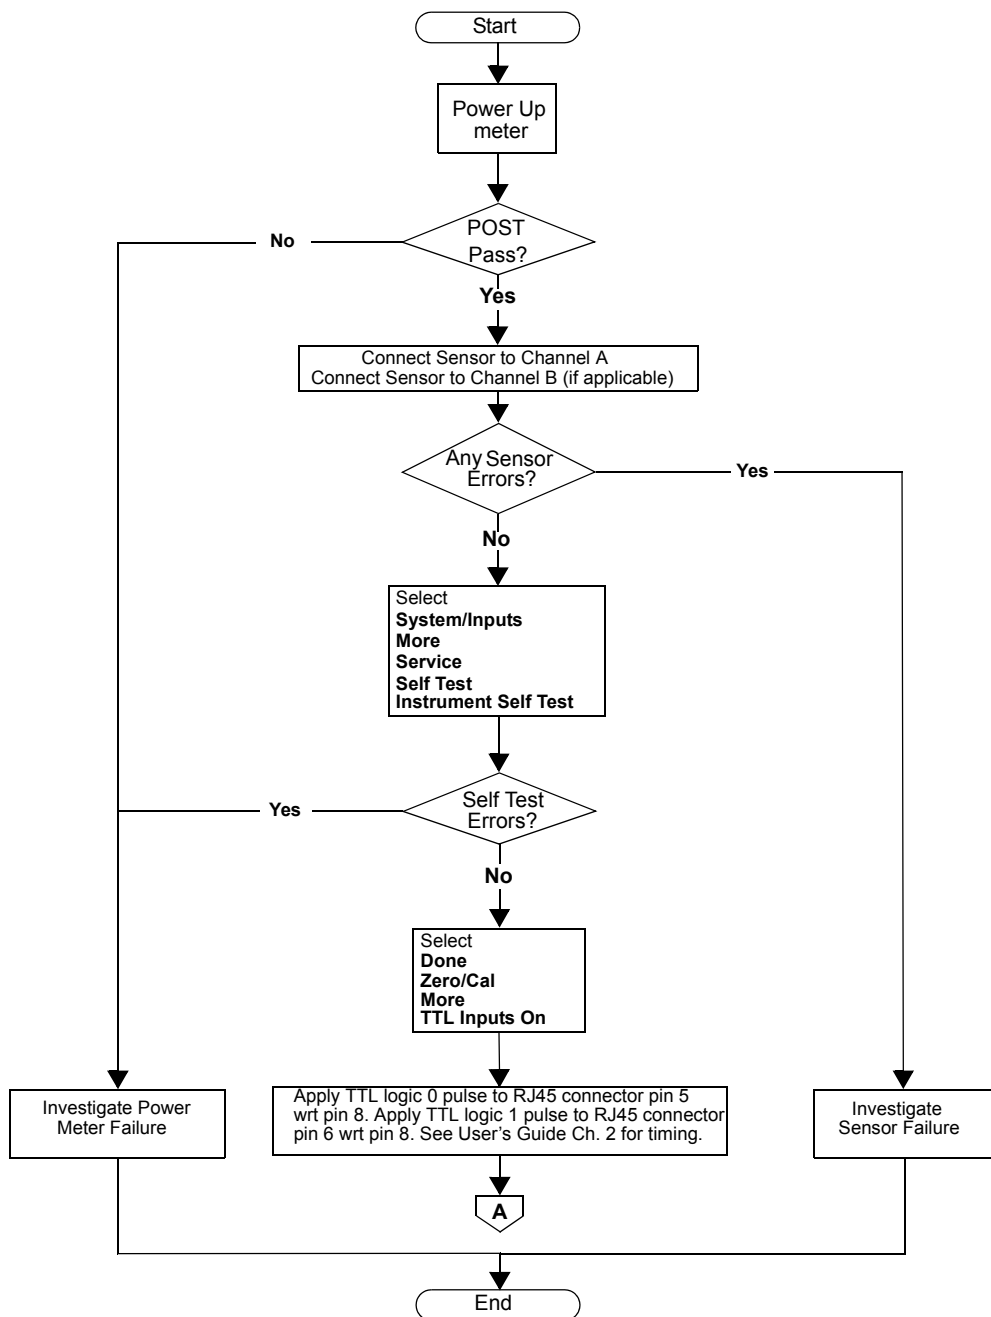 Start
Power Up
meter
POST
Pass?
No
Yes
Connect Sensor to Channel A
Connect Sensor to Channel B (if applicable)
Any Sensor
Errors?
Yes
No
Select
System/Inputs
More
Service
Self Test
Instrument Self Test
Self Test
Errors?
Yes
No
Select
Done
Zero/Cal
More
TTL Inputs On
Investigate Power
Meter Failure
Apply TTL logic 0 pulse to RJ45 connector pin 5
wrt pin 8. Apply TTL logic 1 pulse to RJ45 connector
pin 6 wrt pin 8. See User's Guide Ch. 2 for timing.
Investigate
Sensor Failure
A
End